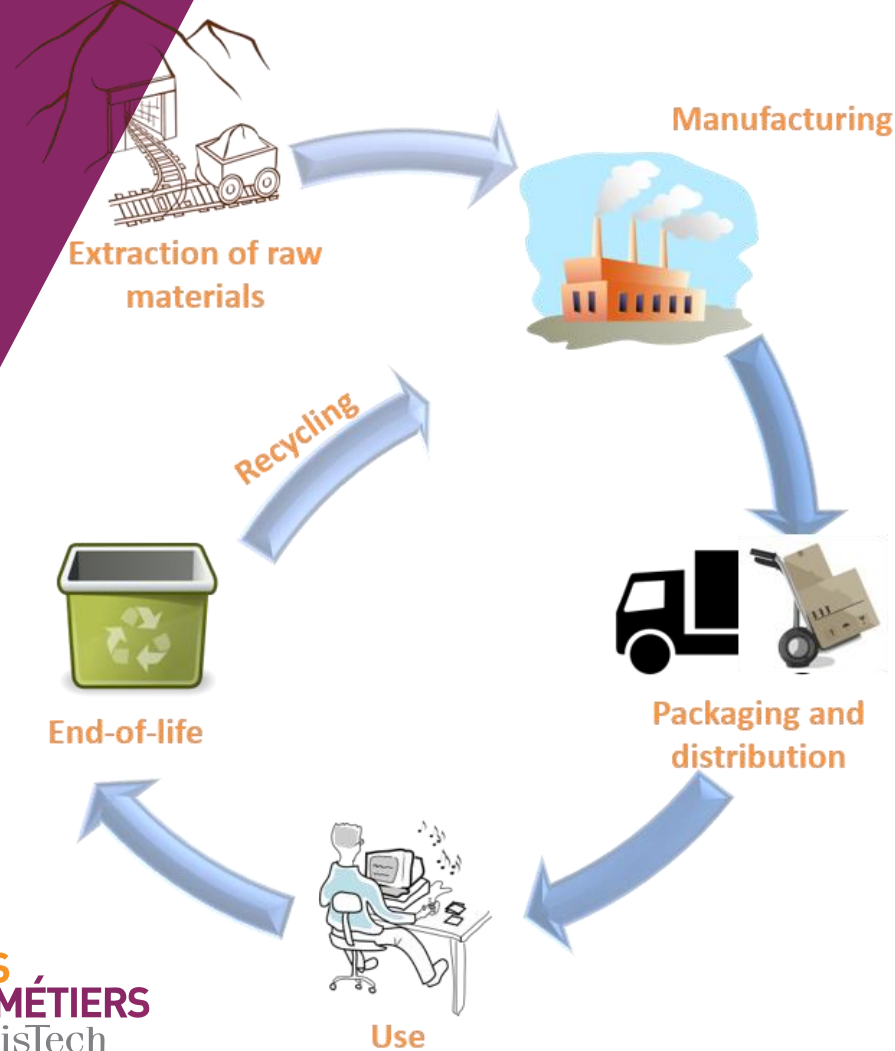 Manufacturing
Extraction of raw
materials
Recycling
End-of-life
Packaging and
distribution
Use
MÉTIERS